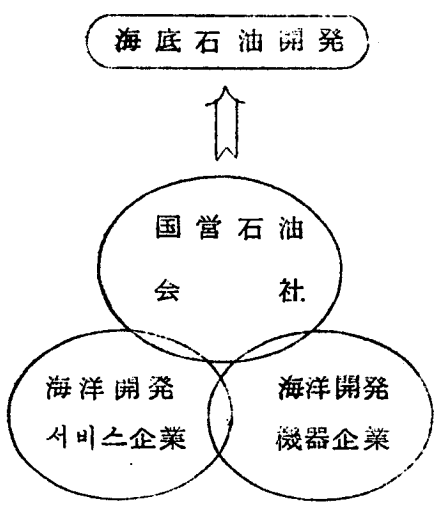 海底石油開発
国営石油
会社
海洋開発
서비스企業
海洋開発
機器企業